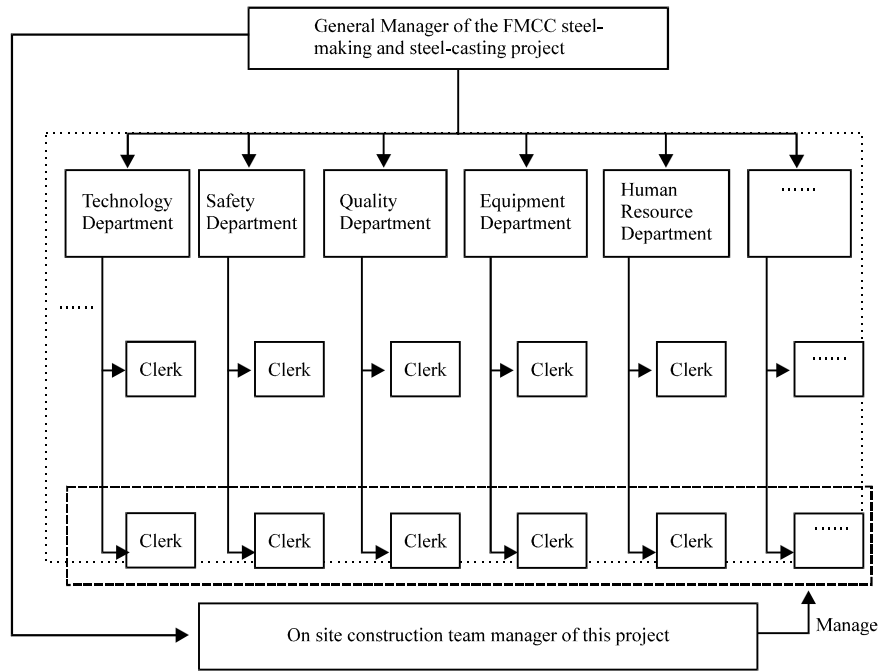 General Manager of the FMCC steel-
making and steel-casting project
Technology
Department
Safety
Department
Quality
Department
Equipment
Department
Human
Resource
Department
......
......
Clerk
Clerk
Clerk
Clerk
Clerk
......
Clerk
Clerk
Clerk
Clerk
Clerk
......
On site construction team manager of this project
Manage